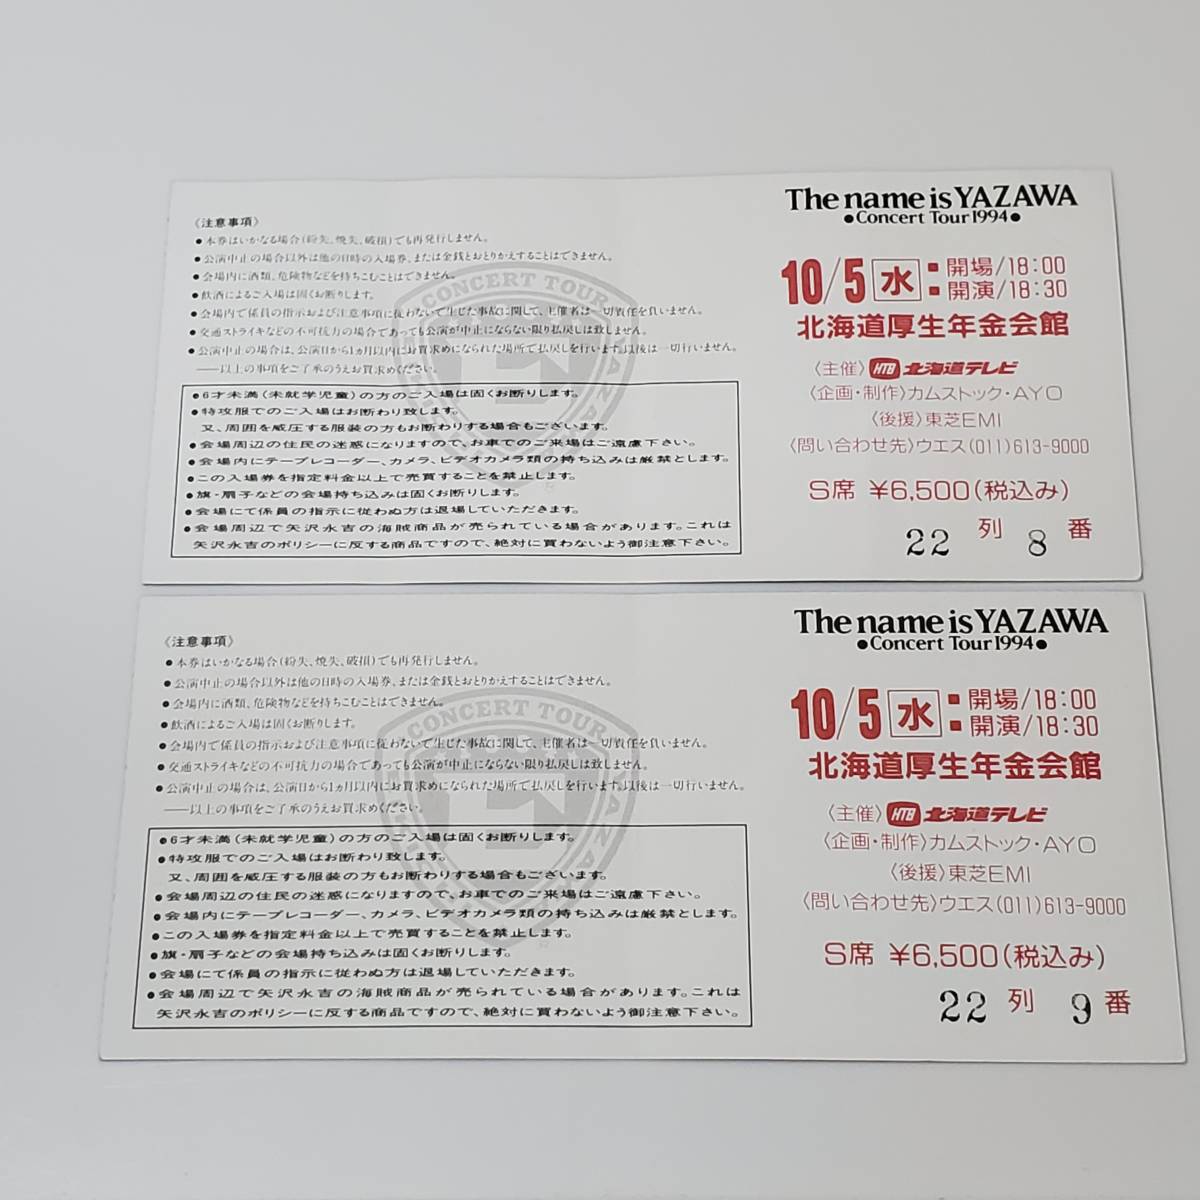 〈注意事項〉
●本券はいかなる場合(紛失、焼失、破損)でも再発行しません。
●公演中止の場合以外は他の日時の入場券、または金銭とおとりかえすることはできません。
●会場内に酒類、危険物などを持ちこむことはできません。
●飲酒によるご入場は固くお断りします。
●会場内で係員の指示および注意事項に従わないで生じた事故に関して、主催者は一切責任を負いません。
●交通ストライキなどの不可抗力の場合であっても公演が中止にならない限り払戻しは致しません。
●公演中止の場合は、公演日から1ヵ月以内にお買求めになられた場所で払戻しを行います。以後は一切行いません。
——以上の事項をご了承のうえお買求めください。
●6才未満(未就学児童)の方のご入場は固くお断りします。
●特攻服でのご入場はお断わり致します。
又、周囲を威圧する服装の方もお断わりする場合もございます。
●会場周辺の住民の迷惑になりますので、お車でのご来場はご遠慮下さい。
●会場内にテープレコーダー、カメラ、ビデオカメラ類の持ち込みは厳禁とします。
●この入場券を指定料金以上で売買することを禁止します。
●旗・扇子などの会場持ち込みは固くお断りします。
●会場にて係員の指示に従わぬ方は退場していただきます。
●会場周辺で矢沢永吉の海賊商品が売られている場合があります。これは
矢沢永吉のポリシーに反する商品ですので、絶対に買わないよう御注意下さい。
CONCERT TOUR
YAZAWA
The name is YAZAWA
●Concert Tour 1994●
10/5 水 ■開場/18:00
■開演/18:30
北海道厚生年金会館
〈主催〉HTB 北海道テレビ
〈企画・制作〉カムストック・AYO
〈後援〉東芝EMI
〈問い合わせ先〉ウエス(011)613-9000
S席 ¥6,500(税込み)
22 列 8 番
〈注意事項〉
●本券はいかなる場合(紛失、焼失、破損)でも再発行しません。
●公演中止の場合以外は他の日時の入場券、または金銭とおとりかえすることはできません。
●会場内に酒類、危険物などを持ちこむことはできません。
●飲酒によるご入場は固くお断りします。
●会場内で係員の指示および注意事項に従わないで生じた事故に関して、主催者は一切責任を負いません。
●交通ストライキなどの不可抗力の場合であっても公演が中止にならない限り払戻しは致しません。
●公演中止の場合は、公演日から1ヵ月以内にお買求めになられた場所で払戻しを行います。以後は一切行いません。
——以上の事項をご了承のうえお買求めください。
●6才未満(未就学児童)の方のご入場は固くお断りします。
●特攻服でのご入場はお断わり致します。
又、周囲を威圧する服装の方もお断わりする場合もございます。
●会場周辺の住民の迷惑になりますので、お車でのご来場はご遠慮下さい。
●会場内にテープレコーダー、カメラ、ビデオカメラ類の持ち込みは厳禁とします。
●この入場券を指定料金以上で売買することを禁止します。
●旗・扇子などの会場持ち込みは固くお断りします。
●会場にて係員の指示に従わぬ方は退場していただきます。
●会場周辺で矢沢永吉の海賊商品が売られている場合があります。これは
矢沢永吉のポリシーに反する商品ですので、絶対に買わないよう御注意下さい。
CONCERT TOUR
YAZAWA
The name is YAZAWA
●Concert Tour 1994●
10/5 水 ■開場/18:00
■開演/18:30
北海道厚生年金会館
〈主催〉HTB 北海道テレビ
〈企画・制作〉カムストック・AYO
〈後援〉東芝EMI
〈問い合わせ先〉ウエス(011)613-9000
S席 ¥6,500(税込み)
22 列 9 番